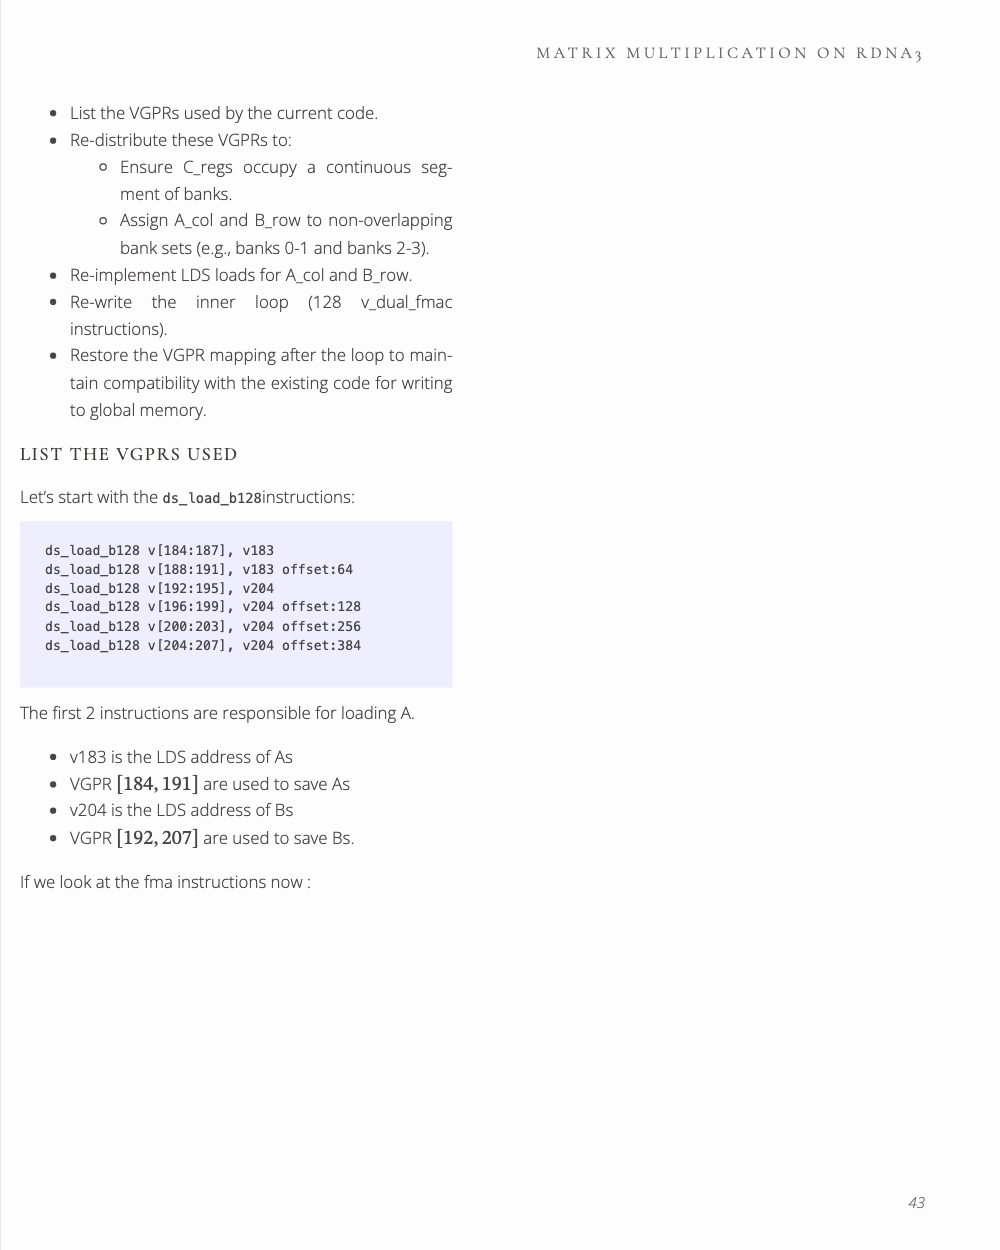 MATRIX MULTIPLICATION ON RDNA3
• List the VGPRs used by the current code.
• Re-distribute these VGPRs to:
◦ Ensure C_regs occupy a continuous seg-
ment of banks.
◦ Assign A_col and B_row to non-overlapping
bank sets (e.g., banks 0-1 and banks 2-3).
• Re-implement LDS loads for A_col and B_row.
• Re-write the inner loop (128 v_dual_fmac
instructions).
• Restore the VGPR mapping after the loop to main-
tain compatibility with the existing code for writing
to global memory.
LIST THE VGPRS USED
Let’s start with the ds_load_b128instructions:
ds_load_b128 v[184:187], v183
ds_load_b128 v[188:191], v183 offset:64
ds_load_b128 v[192:195], v204
ds_load_b128 v[196:199], v204 offset:128
ds_load_b128 v[200:203], v204 offset:256
ds_load_b128 v[204:207], v204 offset:384
The first 2 instructions are responsible for loading A.
• v183 is the LDS address of As
• VGPR [184, 191] are used to save As
• v204 is the LDS address of Bs
• VGPR [192, 207] are used to save Bs.
If we look at the fma instructions now :
43